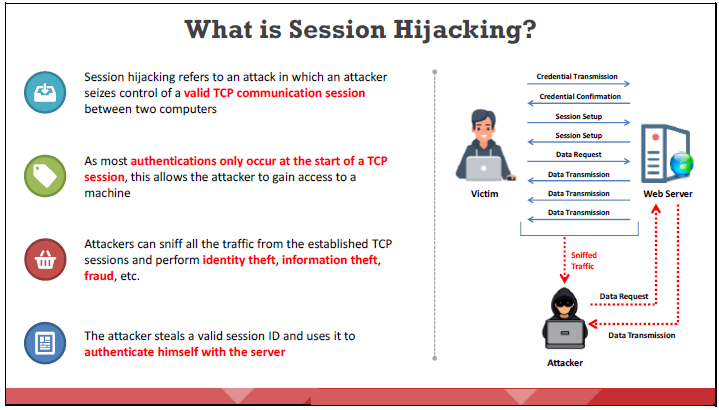 What is Session Hijacking?
Session hijacking refers to an attack in which an attacker
seizes control of a valid TCP communication session
between two computers
As most authentications only occur at the start of a TCP
session, this allows the attacker to gain access to a
machine
Attackers can sniff all the traffic from the established TCP
sessions and perform identity theft, information theft,
fraud, etc.
The attacker steals a valid session ID and uses it to
authenticate himself with the server
Credential Transmission
Credential Confirmation
Session Setup
Session Setup
Data Request
Data Transmission
Data Transmission
Data Transmission
Victim
Web Server
Sniffed
Traffic
Data Request
Data Transmission
Attacker